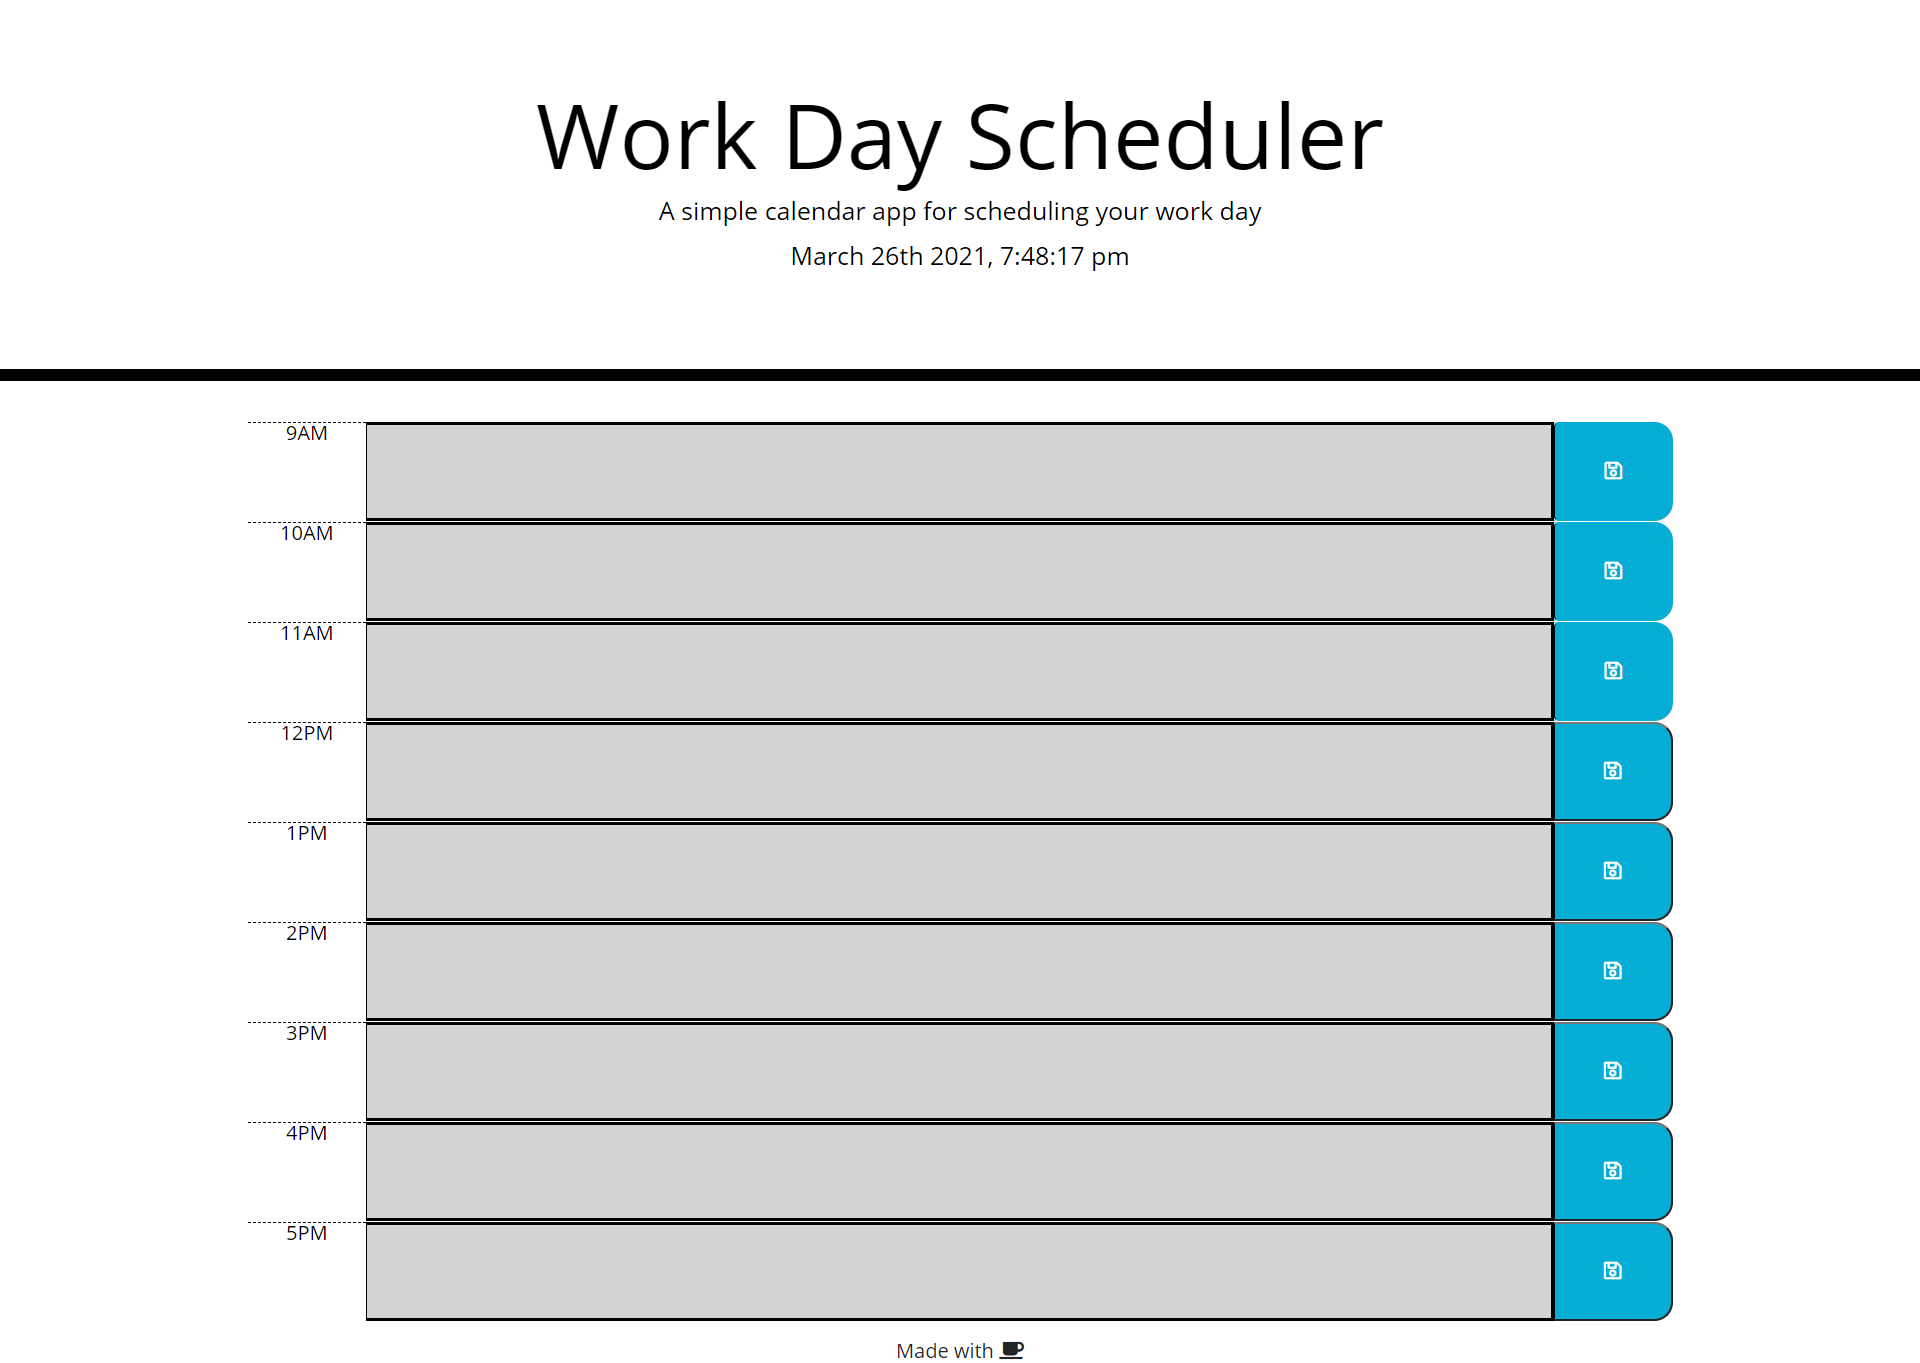 Work Day Scheduler
A simple calendar app for scheduling your work day
March 26th 2021, 7:48:17 pm
9AM
10AM
11AM
12PM
1PM
2PM
3PM
4PM
5PM
Made with